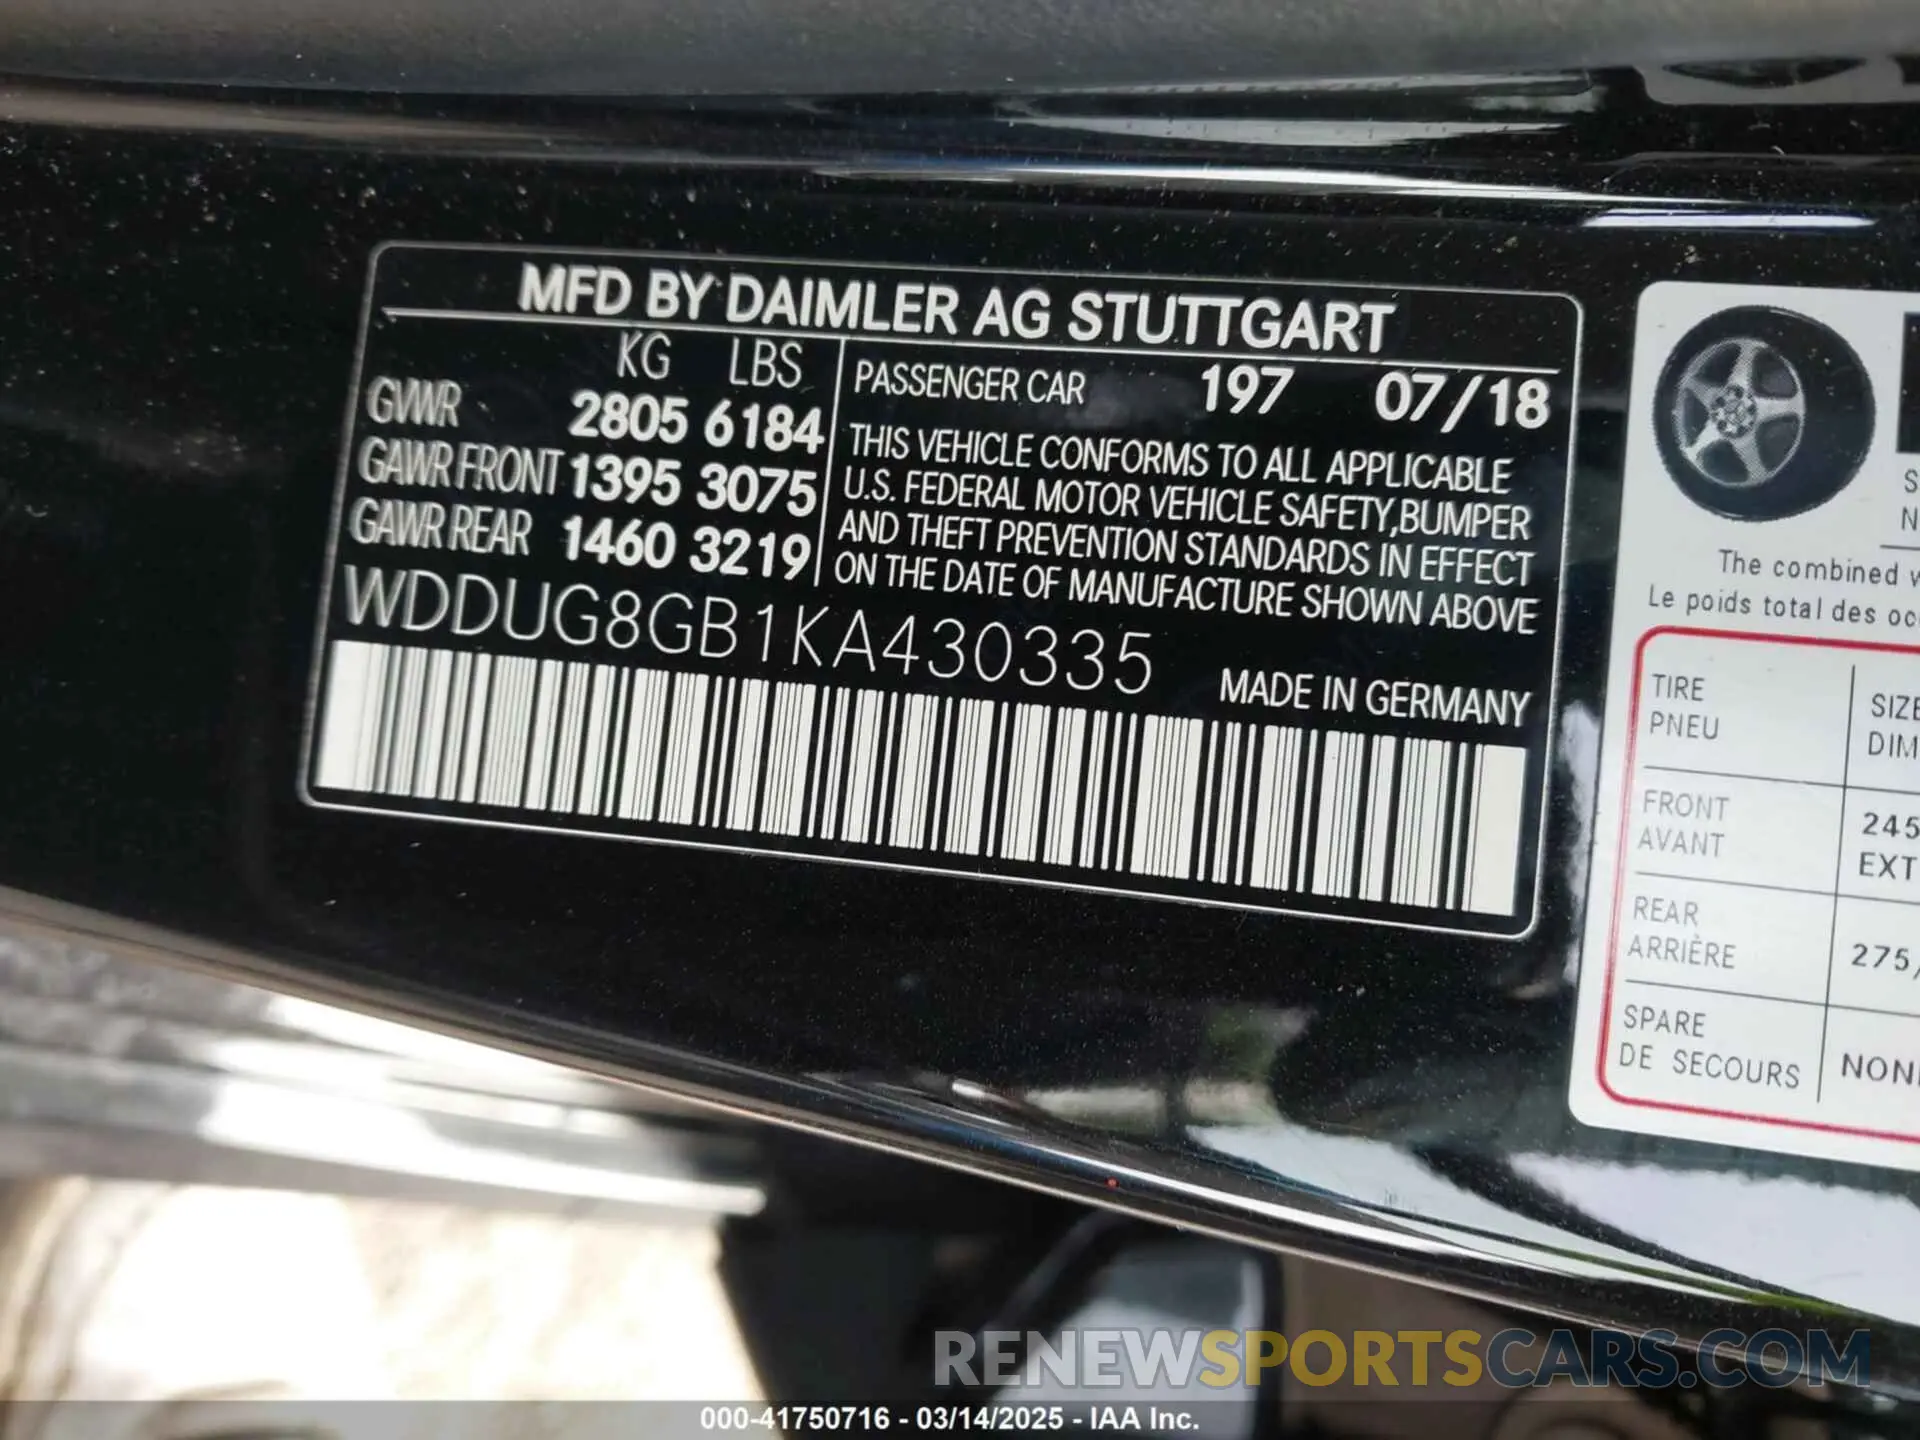 MFD BY DAIMLER AG STUTTGART
KG LBS
GVWR 2805 6184
GAWR FRONT 1395 3075
GAWR REAR 1460 3219
PASSENGER CAR 197 07/18
THIS VEHICLE CONFORMS TO ALL APPLICABLE
U.S. FEDERAL MOTOR VEHICLE SAFETY, BUMPER
AND THEFT PREVENTION STANDARDS IN EFFECT
ON THE DATE OF MANUFACTURE SHOWN ABOVE
WDDUG8GB1KA430335
MADE IN GERMANY
The combined
Le poids total des
TIRE
PNEU
FRONT
AVANT
245
REAR
ARRIÈRE
275/
SPARE
DE SECOURS
RENEWSPORTSCARS.COM
000-41750716 - 03/14/2025 - IAA Inc.